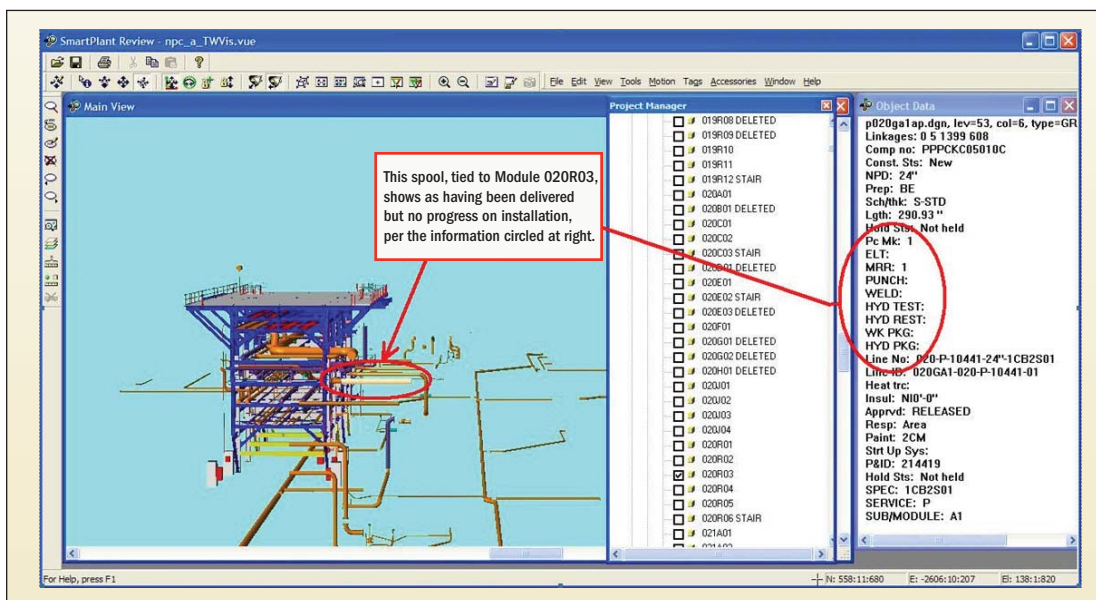 SmartPlant Review - npc_a_TWVis.vue
File Edit View Tools Motion Tags Accessories Window Help
Main View
This spool, tied to Module 020R03,
shows as having been delivered
but no progress on installation,
per the information circled at right.
Project Manager
019R08 DELETED
019R09 DELETED
019R10
019R11
019R12 STAIR
020A01
020B01 DELETED
020C01
020C02
020C03 STAIR
020D01 DELETED
020E01
020E02 STAIR
020E03 DELETED
020F01
020G01 DELETED
020G02 DELETED
020H01 DELETED
020J01
020J02
020J03
020J04
020R01
020R02
020R03
020R04
020R05
020R06 STAIR
021A01
Object Data
p020ga1ap.dgn, lev=53, col=6, type=GR
Linkages: 0 5 1399 608
Comp no: PPPCKC05010C
Const. Sts: New
NPD: 24"
Prep: BE
Sch/thk: S-STD
Lgth: 290.93 "
Hold Sts: Not held
Pc Mk: 1
ELT:
MRR: 1
PUNCH:
WELD:
HYD TEST:
HYD REST:
WK PKG:
HYD PKG:
Line No: 020-P-10441-24"-1CB2S01
Line ID: 020GA1-020-P-10441-01
Heat trc:
Insul: NI0'-0"
Apprvd: RELEASED
Resp: Area
Paint: 2CM
Strt Up Sys:
P&ID: 214419
Hold Sts: Not held
SPEC: 1CB2S01
SERVICE: P
SUB/MODULE: A1
For Help, press F1
N: 558:11:680 E: -2606:10:207 El: 138:1:820